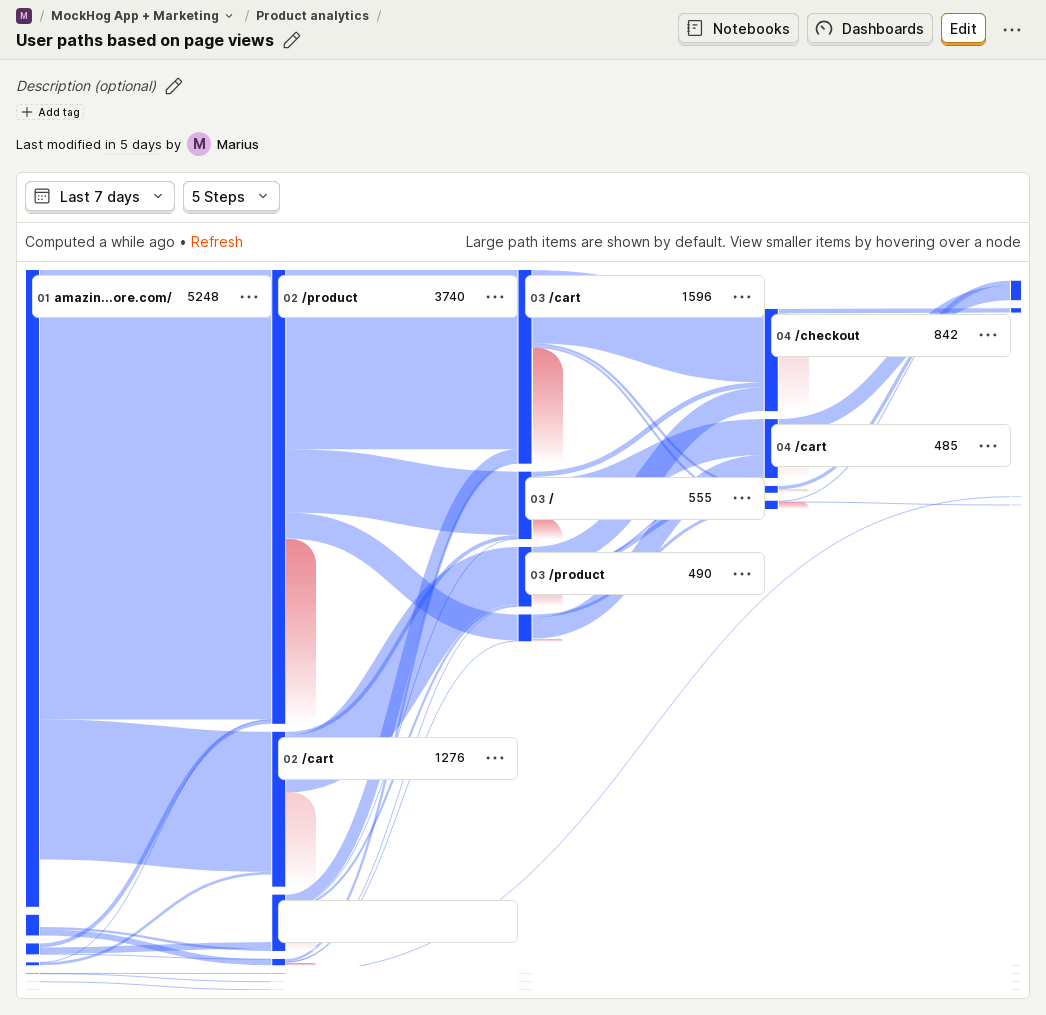 M / MockHog App + Marketing / Product analytics /
User paths based on page views
Notebooks Dashboards Edit
Description (optional)
Add tag
Last modified in 5 days by M Marius
Last 7 days 5 Steps
Computed a while ago • Refresh Large path items are shown by default. View smaller items by hovering over a node
01 amazin...ore.com/ 5248
02 /product 3740
03 /cart 1596
04 /checkout 842
04 /cart 485
03 / 555
03 /product 490
02 /cart 1276